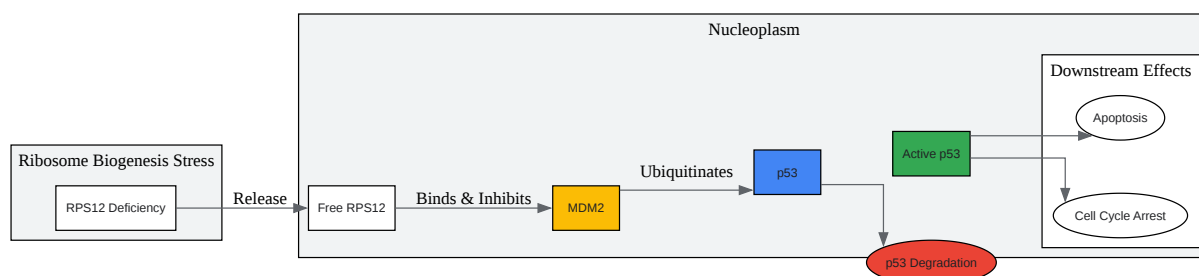 Nucleoplasm
Downstream Effects
Apoptosis
Active p53
Ribosome Biogenesis Stress
Ubiquitinates
p53
RPS12 Deficiency
Release
Free RPS12
Binds & Inhibits
MDM2
Cell Cycle Arrest
p53 Degradation